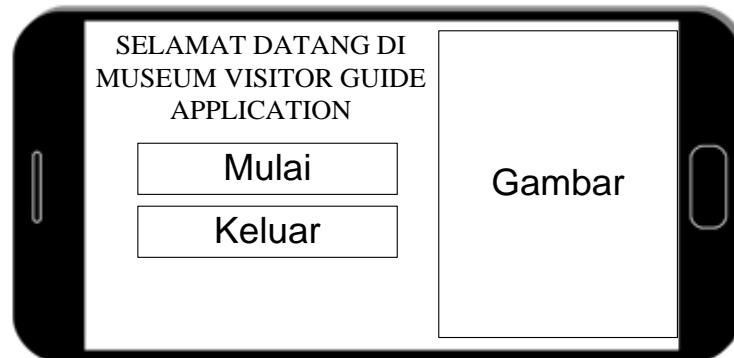 SELAMAT DATANG DI
MUSEUM VISITOR GUIDE
APPLICATION
Mulai
Keluar
Gambar